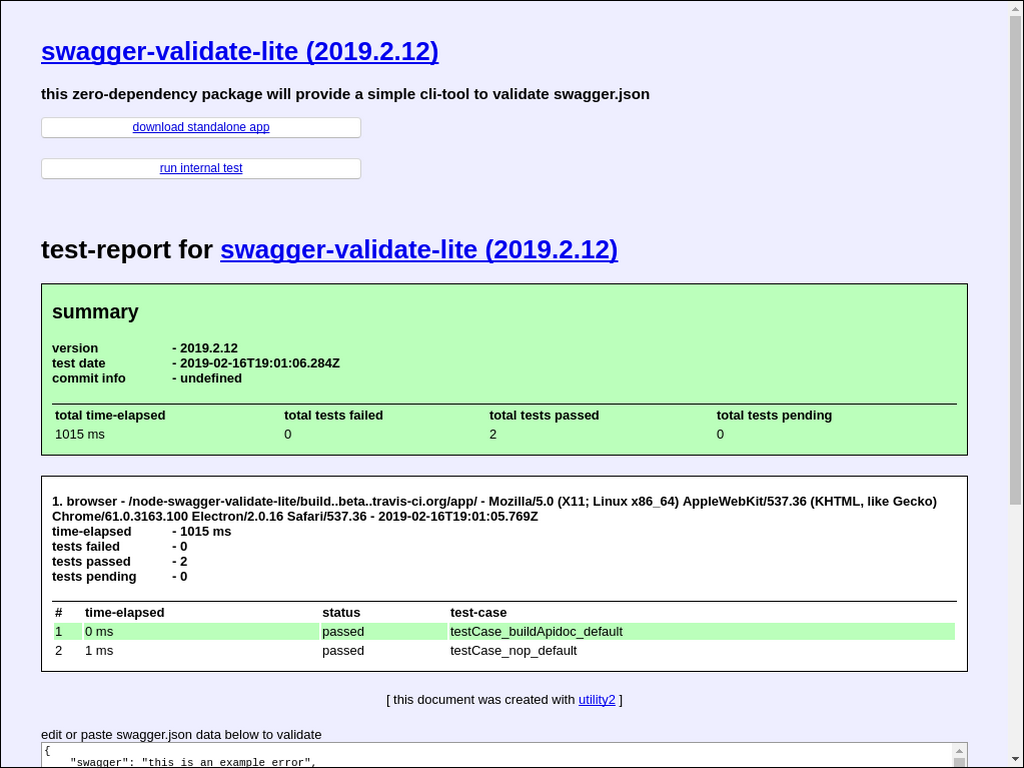 swagger-validate-lite (2019.2.12)
this zero-dependency package will provide a simple cli-tool to validate swagger.json
download standalone app
run internal test
test-report for swagger-validate-lite (2019.2.12)
summary
version - 2019.2.12
test date - 2019-02-16T19:01:06.284Z
commit info - undefined
total time-elapsed total tests failed total tests passed total tests pending
1015 ms 0 2 0
1. browser - /node-swagger-validate-lite/build..beta..travis-ci.org/app/ - Mozilla/5.0 (X11; Linux x86_64) AppleWebKit/537.36 (KHTML, like Gecko)
Chrome/61.0.3163.100 Electron/2.0.16 Safari/537.36 - 2019-02-16T19:01:05.769Z
time-elapsed - 1015 ms
tests failed - 0
tests passed - 2
tests pending - 0
# time-elapsed status test-case
1 0 ms passed testCase_buildApidoc_default
2 1 ms passed testCase_nop_default
[ this document was created with utility2 ]
edit or paste swagger.json data below to validate
{
"swagger": "this is an example error",